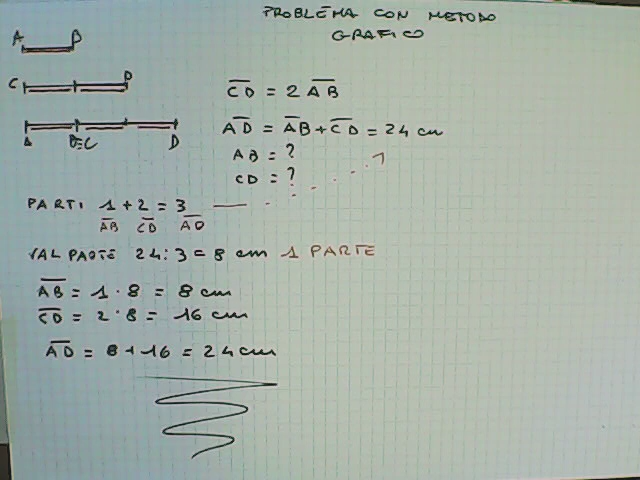 PROBLEMA CON METODO
GRAFICO
A B
C D
A B≡C D
CD = 2 AB
AD = AB + CD = 24 cm
AB = ?
CD = ?
PARTI 1 + 2 = 3
AB CD AD
VAL PARTE 24 : 3 = 8 cm 1 PARTE
AB = 1 · 8 = 8 cm
CD = 2 · 8 = 16 cm
AD = 8 + 16 = 24 cm